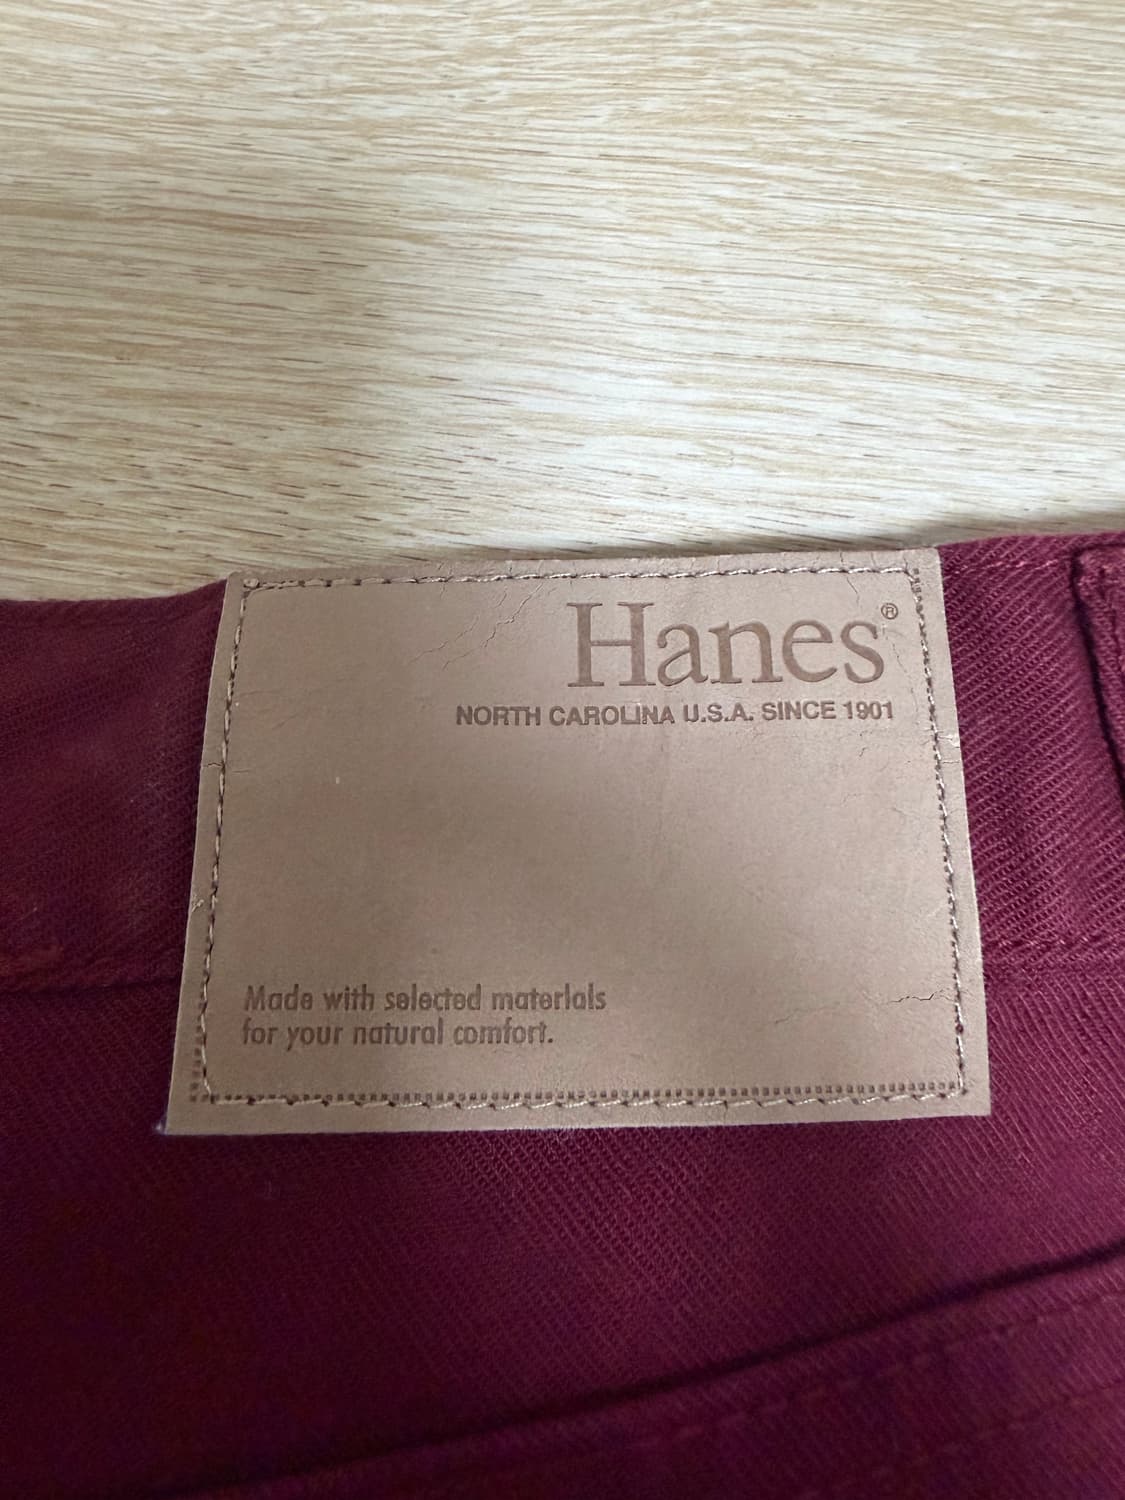 Hanes®
NORTH CAROLINA U.S.A. SINCE 1901
Made with selected materials
for your natural comfort.